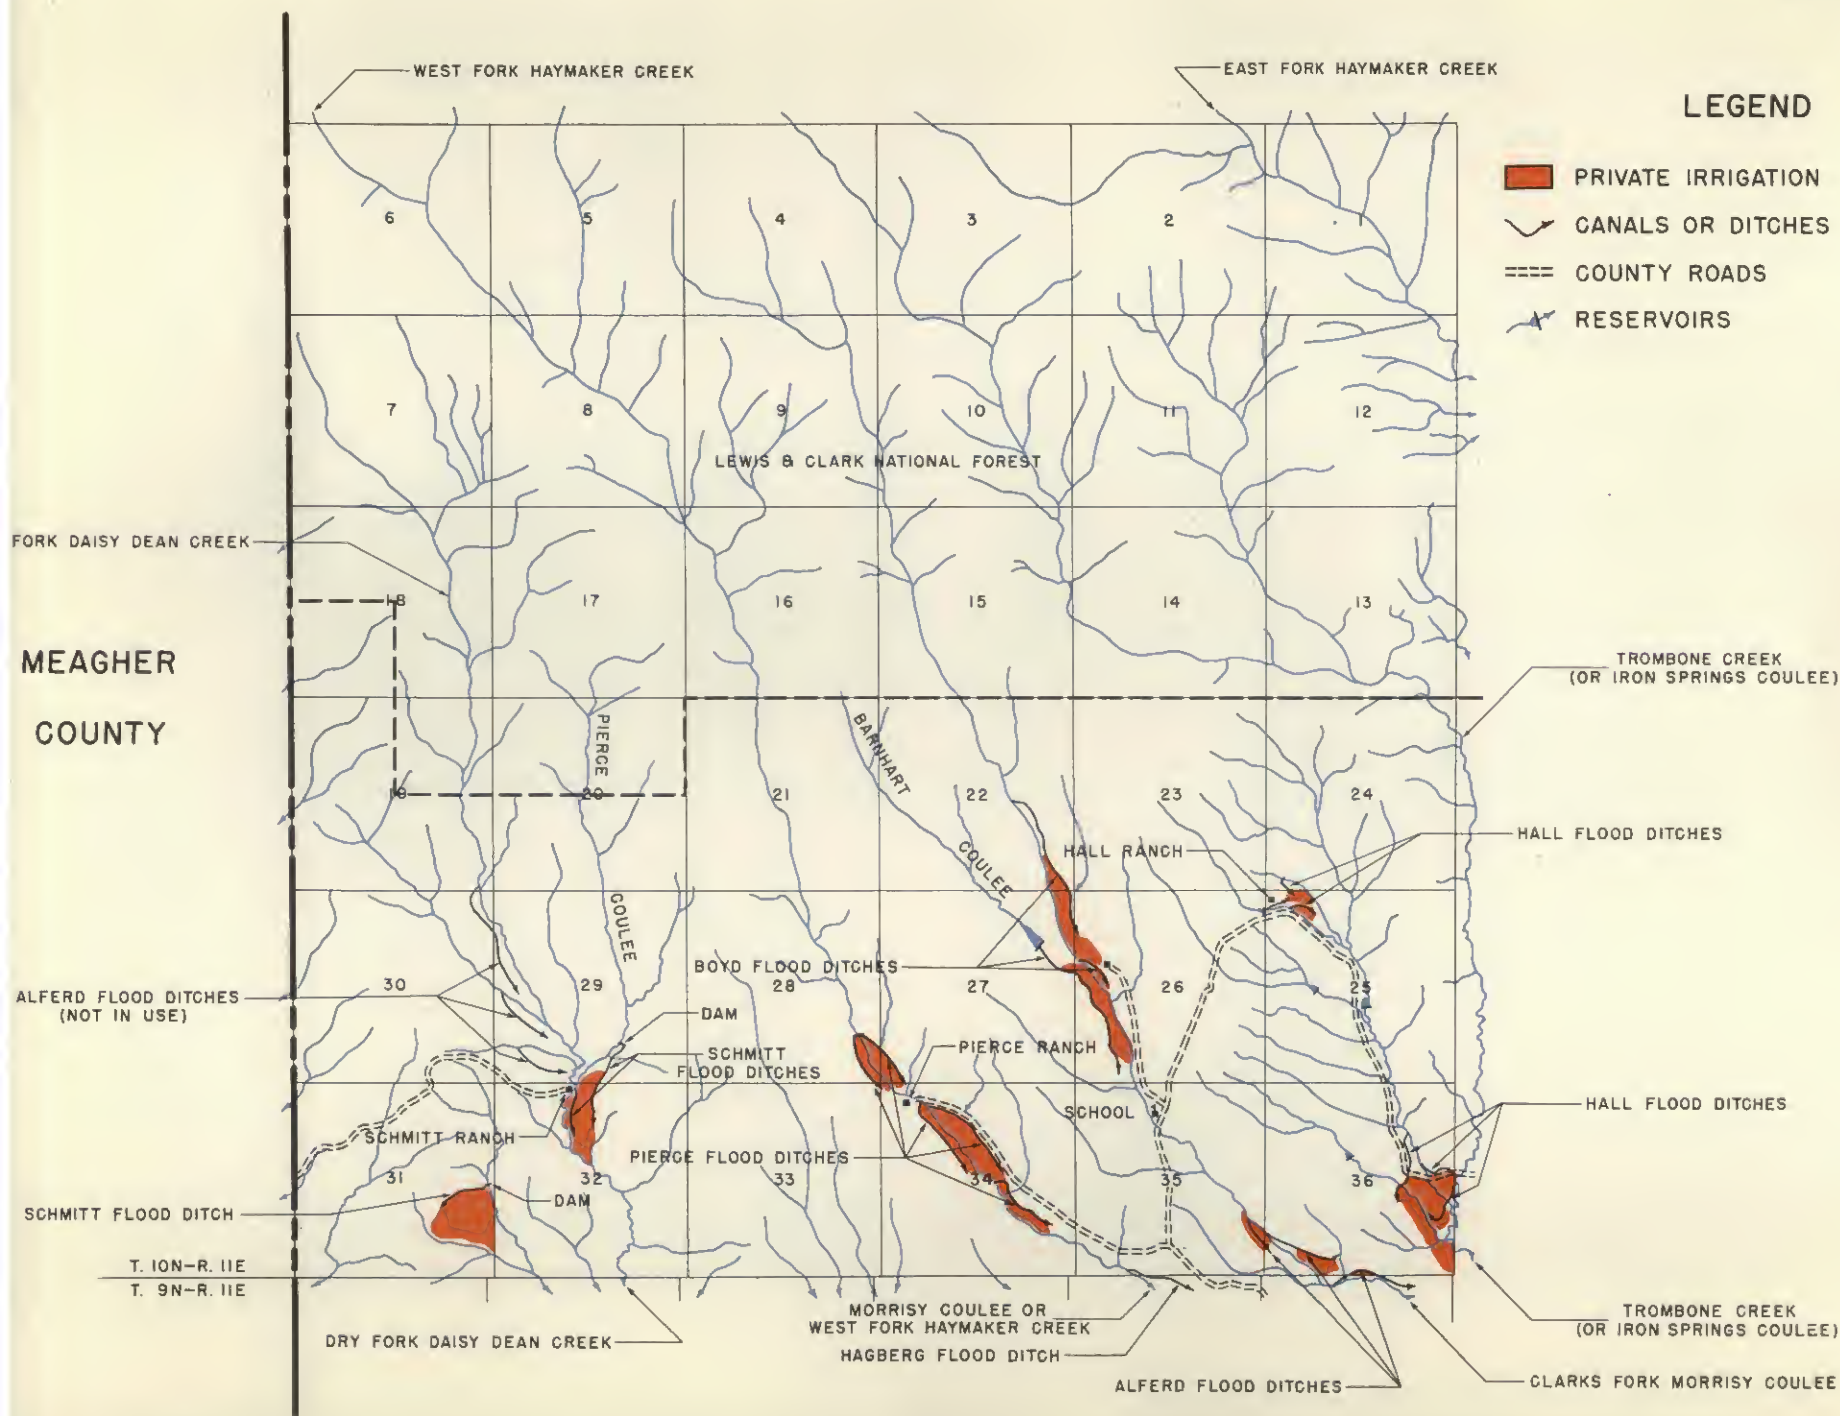 WEST FORK HAYMAKER CREEK
EAST FORK HAYMAKER CREEK
LEGEND
PRIVATE IRRIGATION
CANALS OR DITCHES
COUNTY ROADS
RESERVOIRS
6
5
4
3
2
1
7
8
9
10
11
12
LEWIS & CLARK NATIONAL FOREST
FORK DAISY DEAN CREEK
18
17
16
15
14
13
MEAGHER
COUNTY
TROMBONE CREEK
(OR IRON SPRINGS COULEE)
PIERCE
COULEE
BARNHART
COULEE
19
20
21
22
23
24
HALL RANCH
HALL FLOOD DITCHES
BOYD FLOOD DITCHES
30
29
28
27
26
25
ALFERD FLOOD DITCHES
(NOT IN USE)
DAM
SCHMITT
FLOOD DITCHES
PIERCE RANCH
SCHOOL
HALL FLOOD DITCHES
SCHMITT RANCH
PIERCE FLOOD DITCHES
31
32
33
34
35
36
DAM
SCHMITT FLOOD DITCH
T. 10N-R. 11E
T. 9N-R. 11E
DRY FORK DAISY DEAN CREEK
MORRISY COULEE OR
WEST FORK HAYMAKER CREEK
HAGBERG FLOOD DITCH
ALFERD FLOOD DITCHES
TROMBONE CREEK
(OR IRON SPRINGS COULEE)
CLARKS FORK MORRISY COULEE